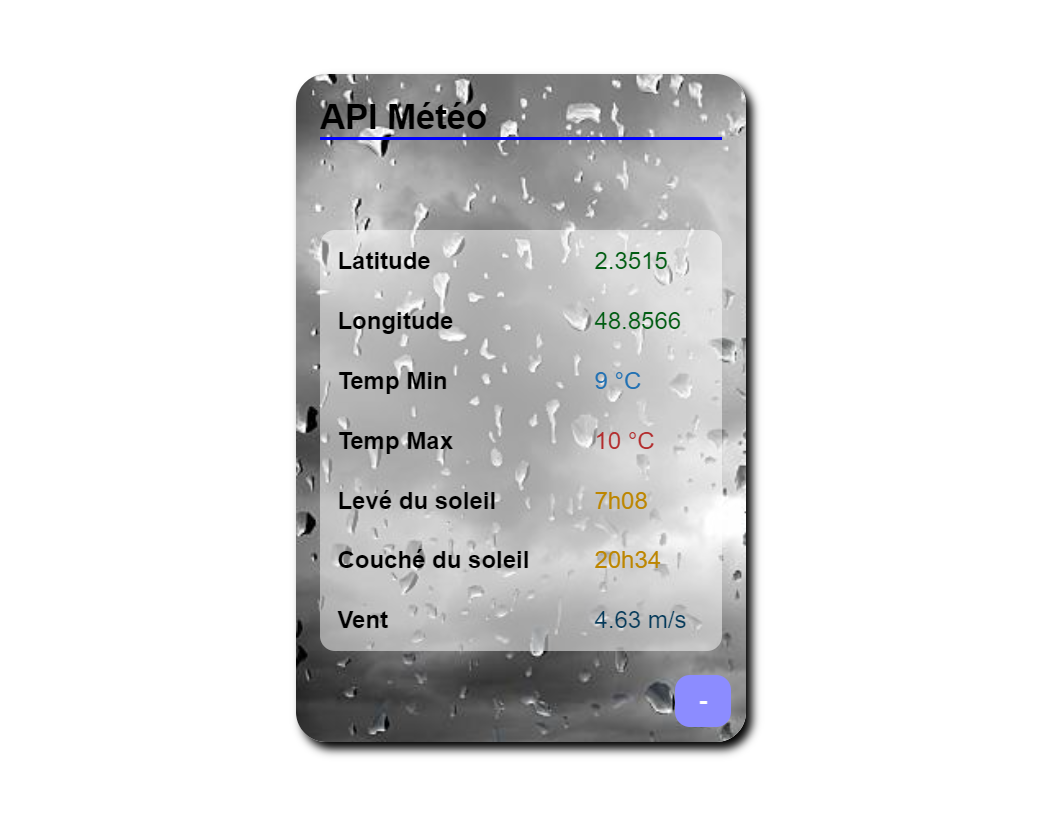 API Météo
Latitude 2.3515
Longitude 48.8566
Temp Min 9 °C
Temp Max 10 °C
Levé du soleil 7h08
Couché du soleil 20h34
Vent 4.63 m/s
-